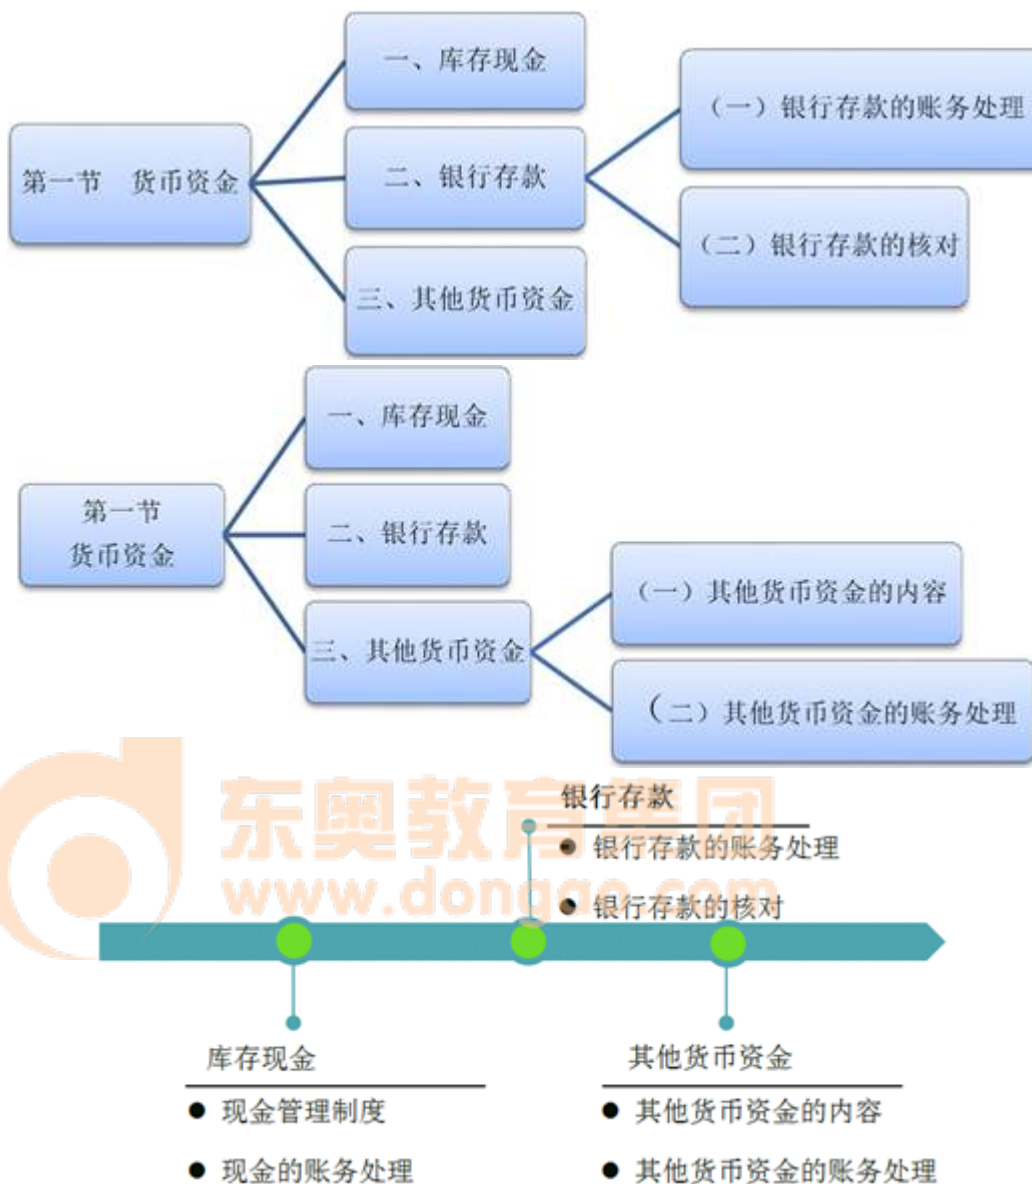 一、库存现金
（一）银行存款的账务处理
第一节　货币资金
二、银行存款
（二）银行存款的核对
三、其他货币资金
一、库存现金
第一节
货币资金
二、银行存款
（一）其他货币资金的内容
三、其他货币资金
（二）其他货币资金的账务处理
东奥教育集团
www.dongao.com
银行存款
● 银行存款的账务处理
● 银行存款的核对
库存现金
● 现金管理制度
● 现金的账务处理
其他货币资金
● 其他货币资金的内容
● 其他货币资金的账务处理